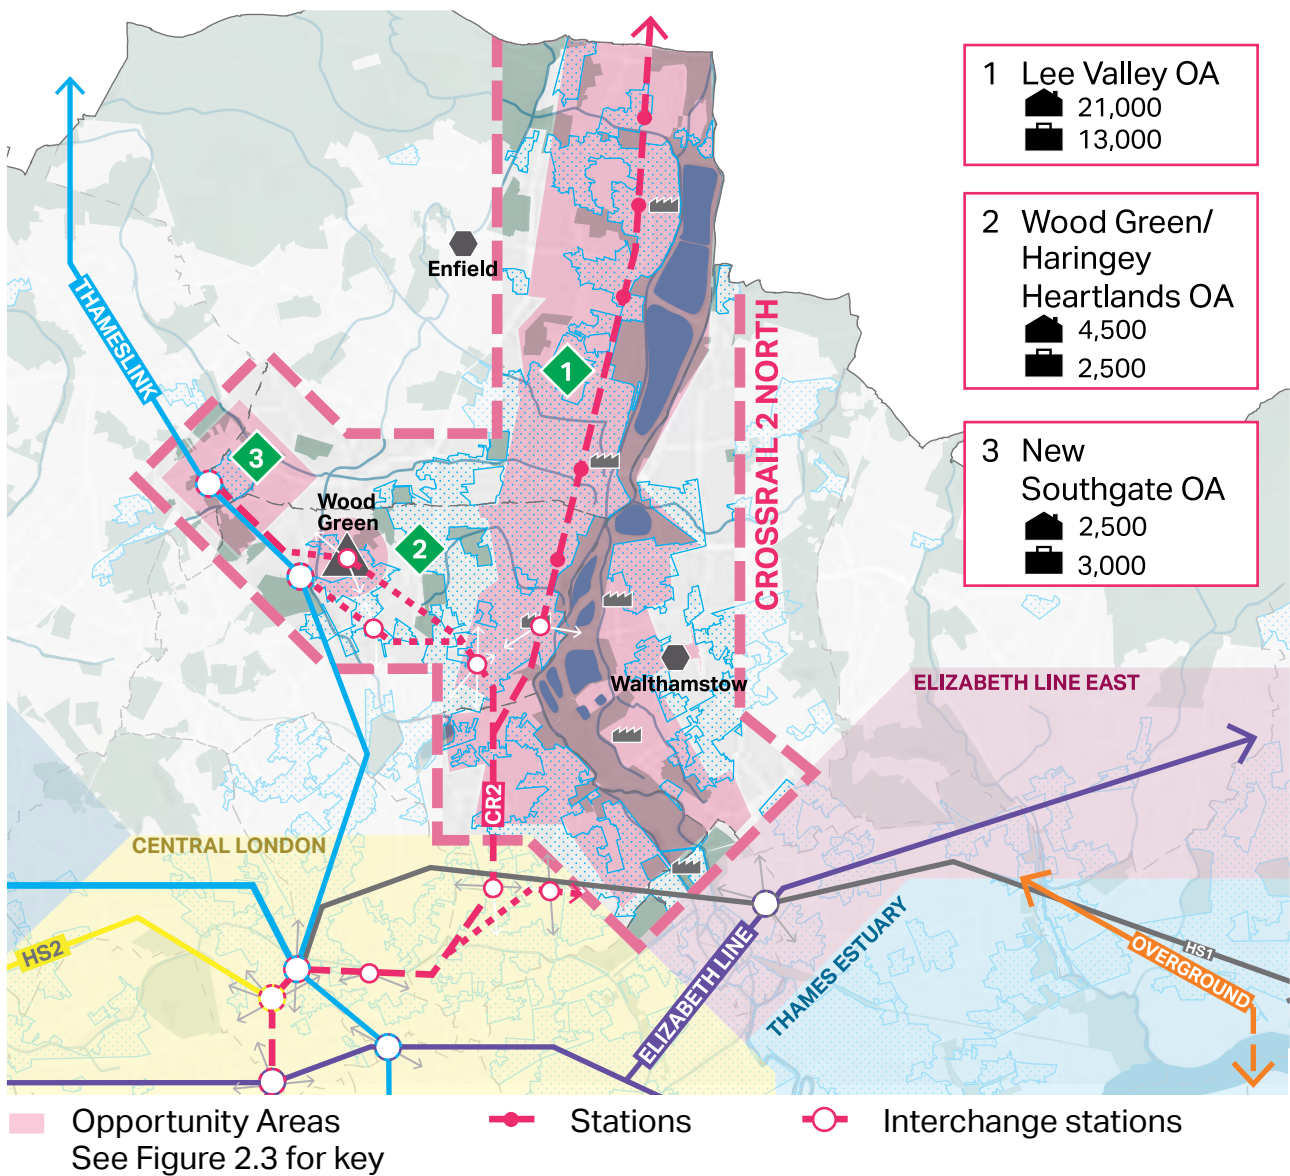 1 Lee Valley OA
21,000
13,000
2 Wood Green/
Haringey
Heartlands OA
4,500
2,500
3 New
Southgate OA
2,500
3,000
Enfield
THAMESLINK
1
CROSSRAIL 2 NORTH
3
Wood
Green
2
Walthamstow
ELIZABETH LINE EAST
CR2
CENTRAL LONDON
HS2
ELIZABETH LINE
THAMES ESTUARY
HS1
OVERGROUND
Opportunity Areas
See Figure 2.3 for key
Stations
Interchange stations